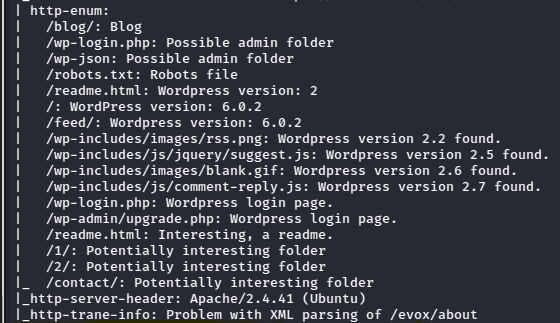 | http-enum:
|   /blog/: Blog
|   /wp-login.php: Possible admin folder
|   /wp-json: Possible admin folder
|   /robots.txt: Robots file
|   /readme.html: Wordpress version: 2
|   /: WordPress version: 6.0.2
|   /feed/: Wordpress version: 6.0.2
|   /wp-includes/images/rss.png: Wordpress version 2.2 found.
|   /wp-includes/js/jquery/suggest.js: Wordpress version 2.5 found.
|   /wp-includes/images/blank.gif: Wordpress version 2.6 found.
|   /wp-includes/js/comment-reply.js: Wordpress version 2.7 found.
|   /wp-login.php: Wordpress login page.
|   /wp-admin/upgrade.php: Wordpress login page.
|   /readme.html: Interesting, a readme.
|   /1/: Potentially interesting folder
|   /2/: Potentially interesting folder
|_  /contact/: Potentially interesting folder
|_http-server-header: Apache/2.4.41 (Ubuntu)
|_http-trane-info: Problem with XML parsing of /evox/about